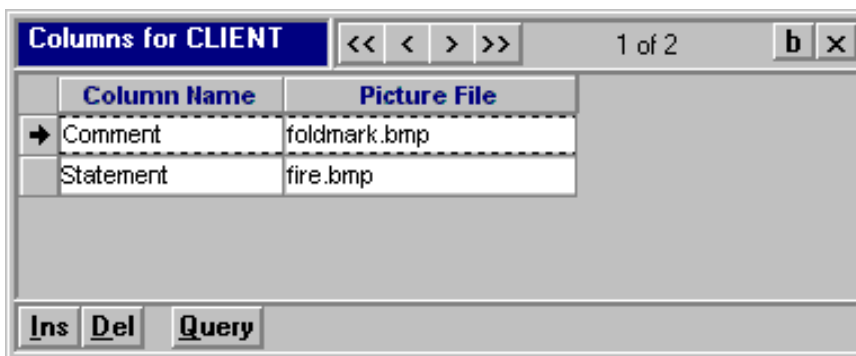 Columns for CLIENT << < > >> 1 of 2 b x
Column Name Picture File
Comment foldmark.bmp
Statement fire.bmp
Ins Del Query